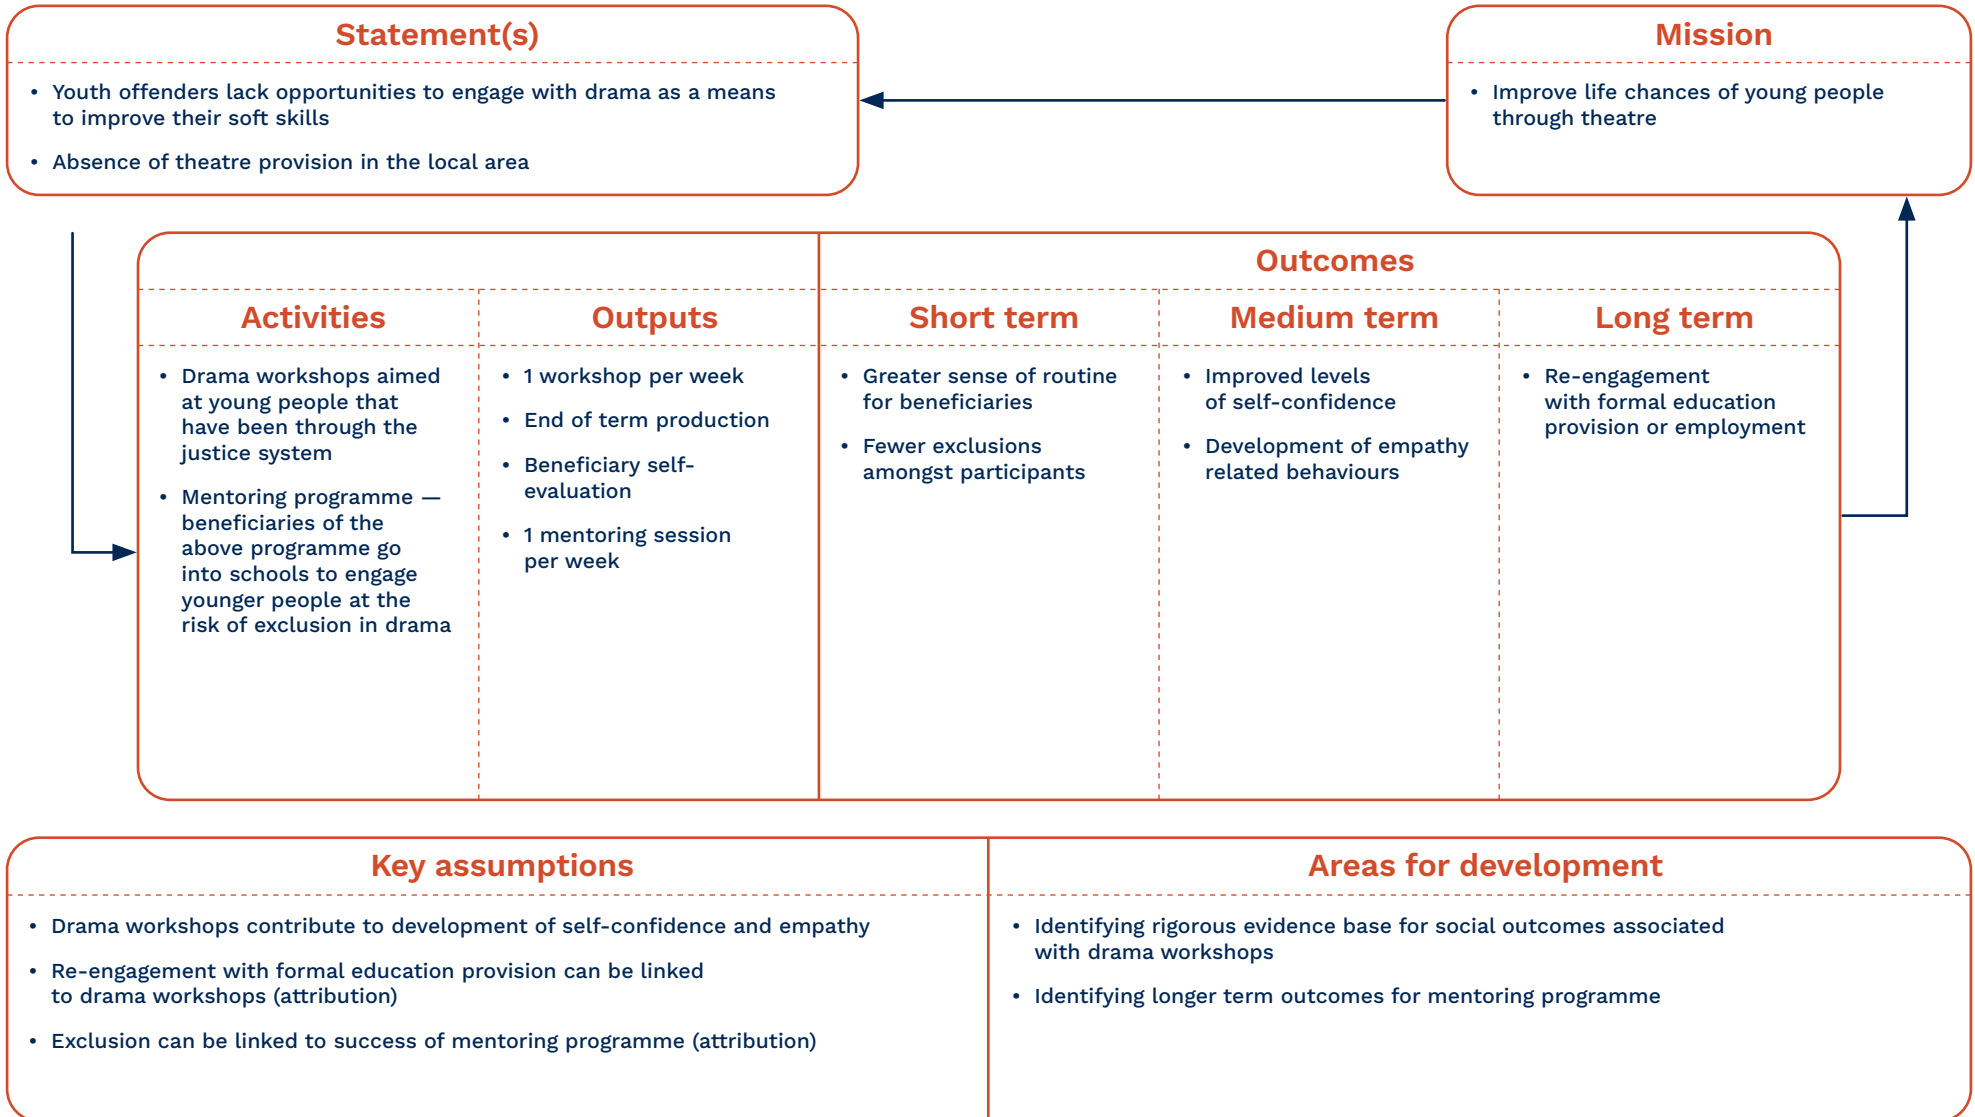 Statement(s)
• Youth offenders lack opportunities to engage with drama as a means
to improve their soft skills
• Absence of theatre provision in the local area
Mission
• Improve life chances of young people
through theatre
Outcomes
Activities
• Drama workshops aimed
at young people that
have been through the
justice system
• Mentoring programme —
beneficiaries of the
above programme go
into schools to engage
younger people at the
risk of exclusion in drama
Outputs
• 1 workshop per week
• End of term production
• Beneficiary self-
evaluation
• 1 mentoring session
per week
Short term
• Greater sense of routine
for beneficiaries
• Fewer exclusions
amongst participants
Medium term
• Improved levels
of self-confidence
• Development of empathy
related behaviours
Long term
• Re-engagement
with formal education
provision or employment
Key assumptions
• Drama workshops contribute to development of self-confidence and empathy
• Re-engagement with formal education provision can be linked
to drama workshops (attribution)
• Exclusion can be linked to success of mentoring programme (attribution)
Areas for development
• Identifying rigorous evidence base for social outcomes associated
with drama workshops
• Identifying longer term outcomes for mentoring programme